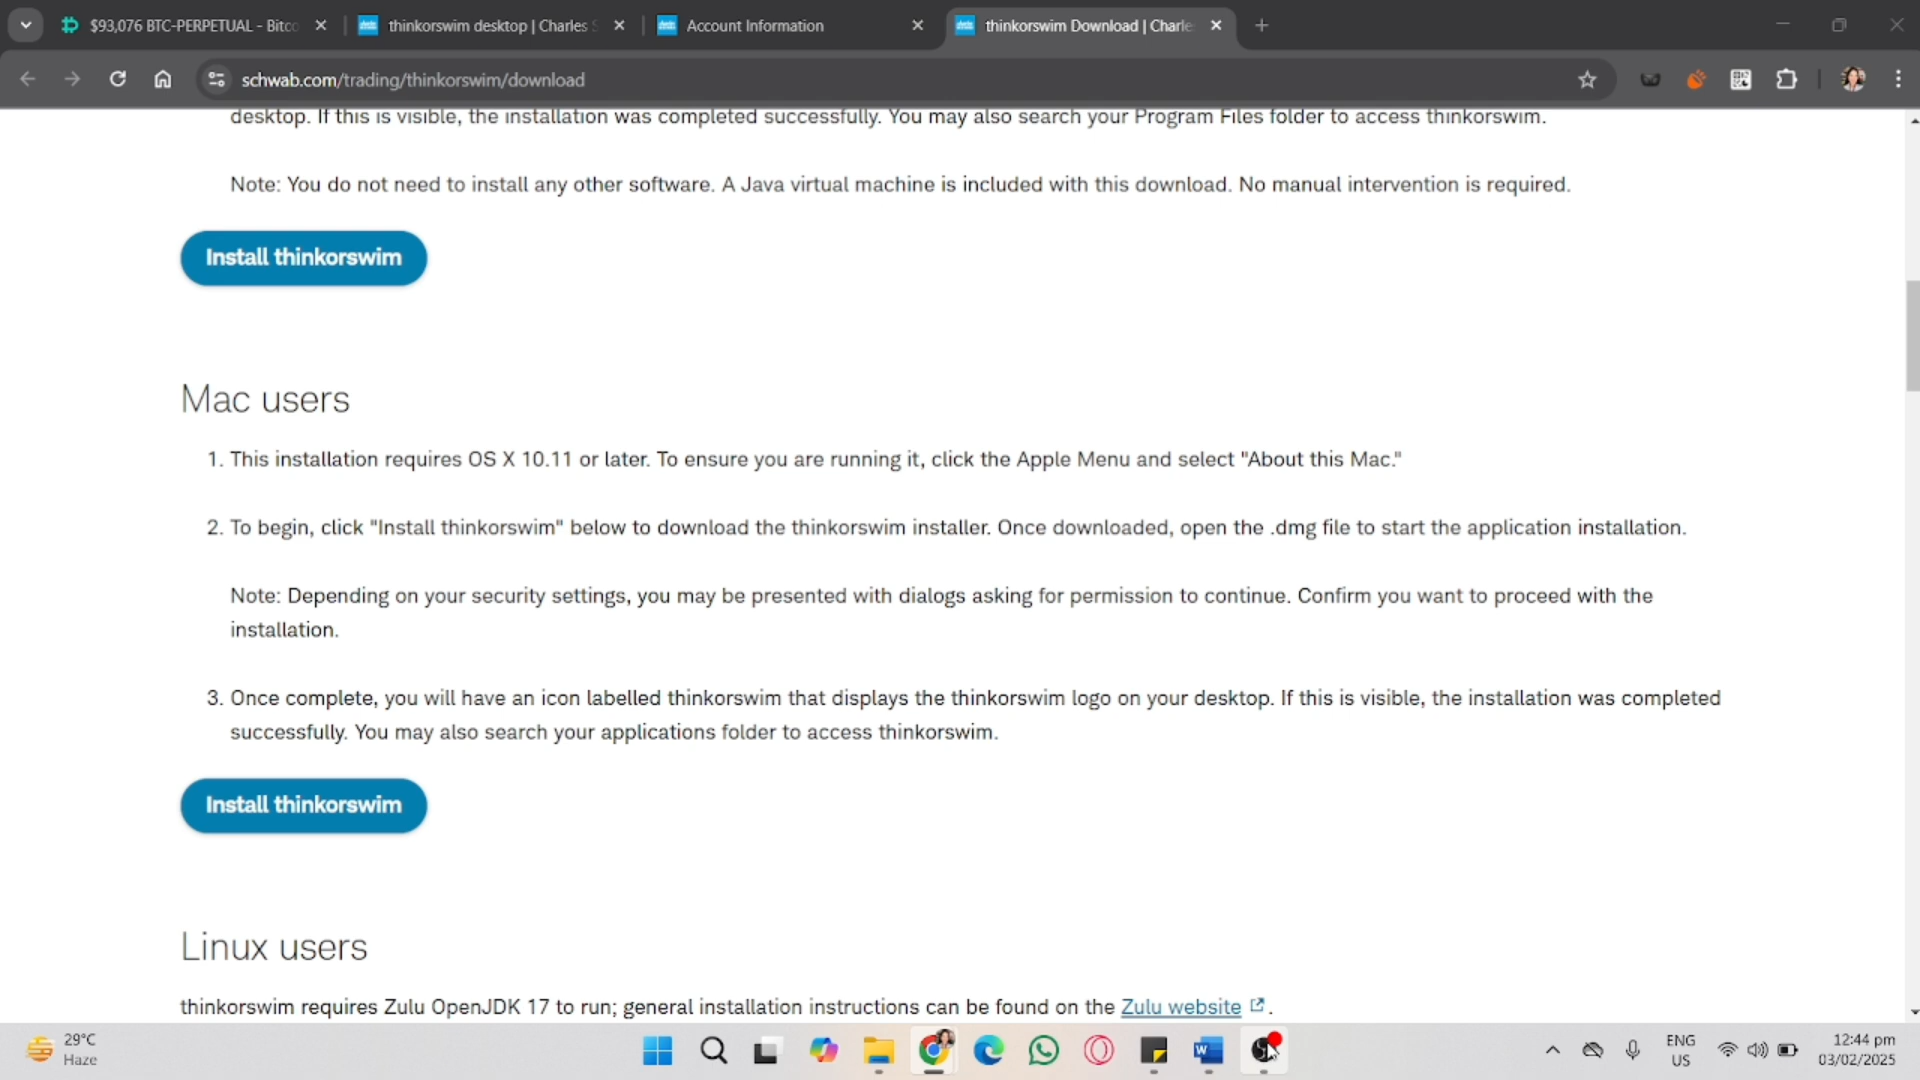 $93,076 BTC-PERPETUAL - Bitco
thinkorswim desktop | Charles S
Account Information
thinkorswim Download | Charle
schwab.com/trading/thinkorswim/download
desktop. If this is visible, the installation was completed successfully. You may also search your Program Files folder to access thinkorswim.
Note: You do not need to install any other software. A Java virtual machine is included with this download. No manual intervention is required.
Install thinkorswim
Mac users
1. This installation requires OS X 10.11 or later. To ensure you are running it, click the Apple Menu and select "About this Mac."
2. To begin, click "Install thinkorswim" below to download the thinkorswim installer. Once downloaded, open the .dmg file to start the application installation.
Note: Depending on your security settings, you may be presented with dialogs asking for permission to continue. Confirm you want to proceed with the
installation.
3. Once complete, you will have an icon labelled thinkorswim that displays the thinkorswim logo on your desktop. If this is visible, the installation was completed
successfully. You may also search your applications folder to access thinkorswim.
Install thinkorswim
Linux users
thinkorswim requires Zulu OpenJDK 17 to run; general installation instructions can be found on the Zulu website.
29°C
Haze
ENG
US
12:44 pm
03/02/2025